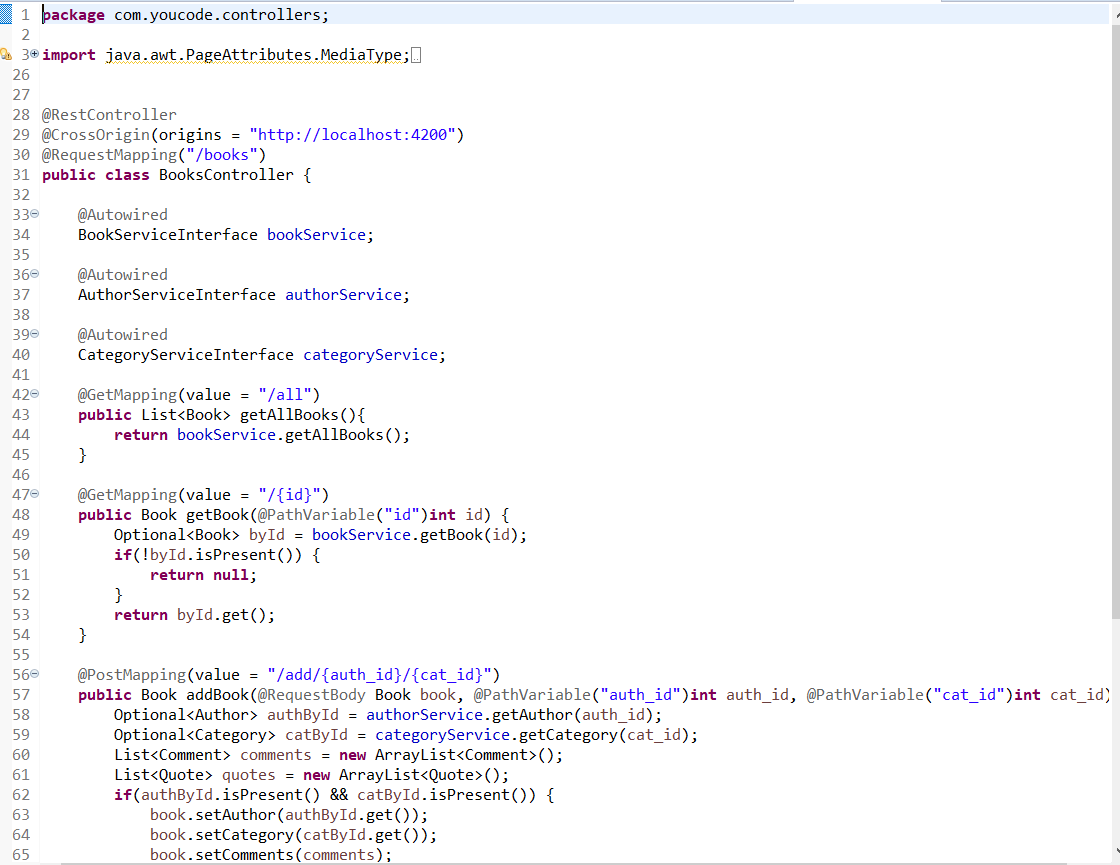 1 package com.youcode.controllers;
2
3 import java.awt.PageAttributes.MediaType;
26
27
28 @RestController
29 @CrossOrigin(origins = "http://localhost:4200")
30 @RequestMapping("/books")
31 public class BooksController {
32
33 @Autowired
34 BookServiceInterface bookService;
35
36 @Autowired
37 AuthorServiceInterface authorService;
38
39 @Autowired
40 CategoryServiceInterface categoryService;
41
42 @GetMapping(value = "/all")
43 public List<Book> getAllBooks(){
44 return bookService.getAllBooks();
45 }
46
47 @GetMapping(value = "/{id}")
48 public Book getBook(@PathVariable("id")int id) {
49 Optional<Book> byId = bookService.getBook(id);
50 if(!byId.isPresent()) {
51 return null;
52 }
53 return byId.get();
54 }
55
56 @PostMapping(value = "/add/{auth_id}/{cat_id}")
57 public Book addBook(@RequestBody Book book, @PathVariable("auth_id")int auth_id, @PathVariable("cat_id")int cat_id)
58 Optional<Author> authById = authorService.getAuthor(auth_id);
59 Optional<Category> catById = categoryService.getCategory(cat_id);
60 List<Comment> comments = new ArrayList<Comment>();
61 List<Quote> quotes = new ArrayList<Quote>();
62 if(authById.isPresent() && catById.isPresent()) {
63 book.setAuthor(authById.get());
64 book.setCategory(catById.get());
65 book.setComments(comments);